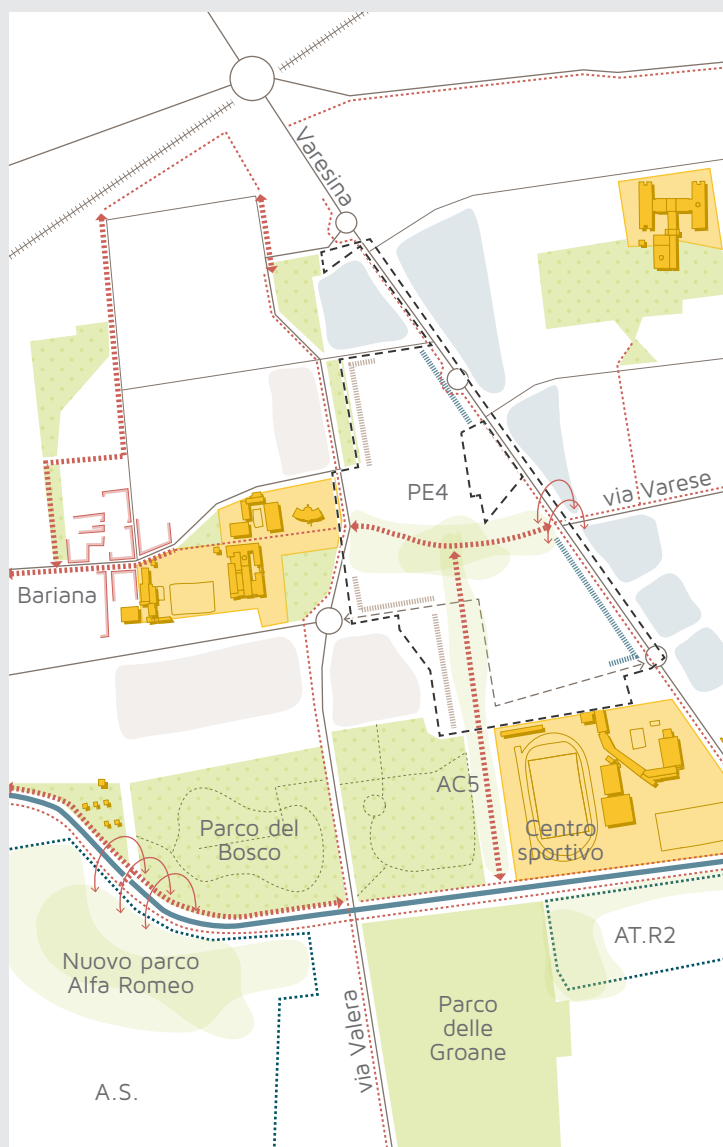 Varesina
PE4
via Varese
Bariana
AC5
Parco del
Bosco
Centro
sportivo
Nuovo parco
Alfa Romeo
AT.R2
via Valera
Parco
delle
Groane
A.S.